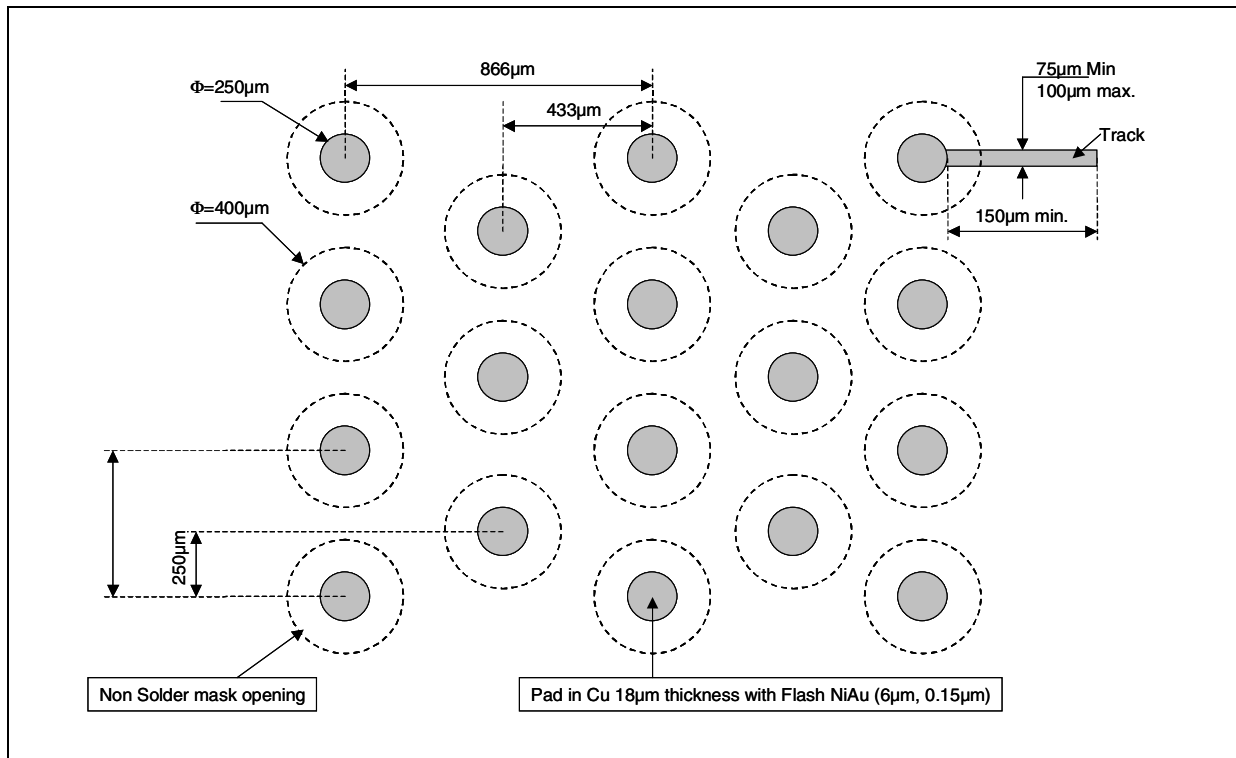 866µm
75µm Min
100µm max.
Φ=250µm
433µm
Track
Φ=400µm
150µm min.
250µm
Non Solder mask opening
Pad in Cu 18µm thickness with Flash NiAu (6µm, 0.15µm)